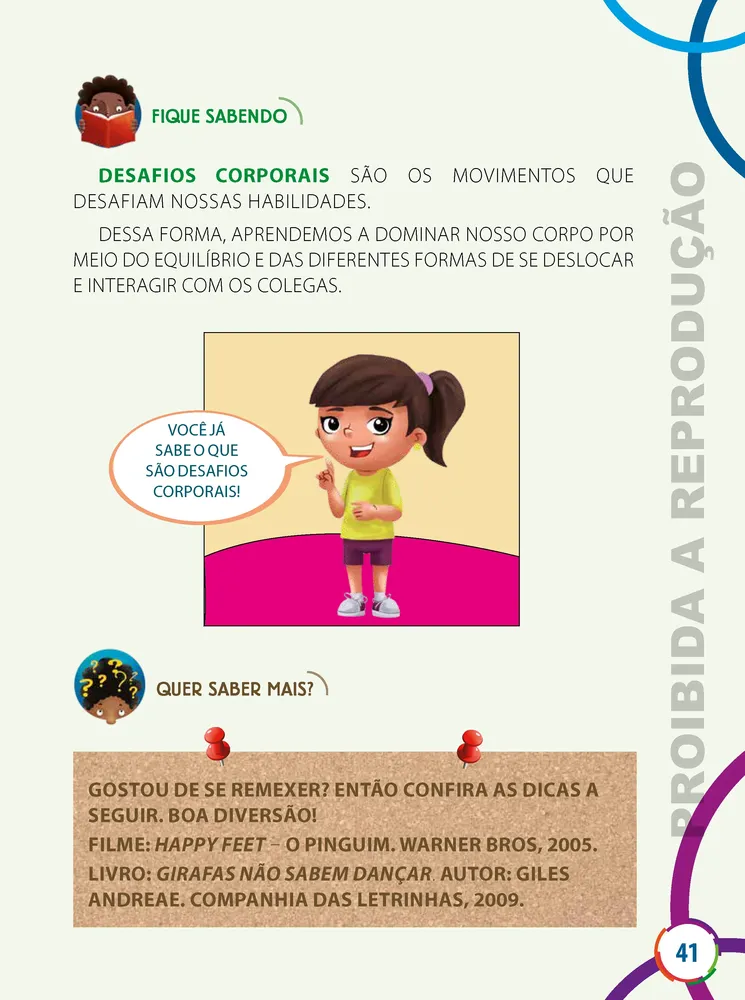 FIQUE SABENDO
DESAFIOS CORPORAIS SÃO OS MOVIMENTOS QUE
DESAFIAM NOSSAS HABILIDADES.
DESSA FORMA, APRENDEMOS A DOMINAR NOSSO CORPO POR
MEIO DO EQUILÍBRIO E DAS DIFERENTES FORMAS DE SE DESLOCAR
E INTERAGIR COM OS COLEGAS.
VOCÊ JÁ
SABE O QUE
SÃO DESAFIOS
CORPORAIS!
QUER SABER MAIS?
GOSTOU DE SE REMEXER? ENTÃO CONFIRA AS DICAS A
SEGUIR. BOA DIVERSÃO!
FILME: HAPPY FEET – O PINGUIM. WARNER BROS, 2005.
LIVRO: GIRAFAS NÃO SABEM DANÇAR. AUTOR: GILES
ANDREAE. COMPANHIA DAS LETRINHAS, 2009.
PROIBIDA A REPRODUÇÃO
41